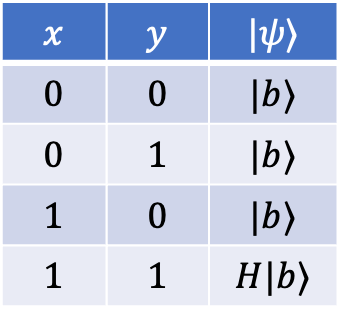 x y |ψ⟩
0 0 |b⟩
0 1 |b⟩
1 0 |b⟩
1 1 H|b⟩